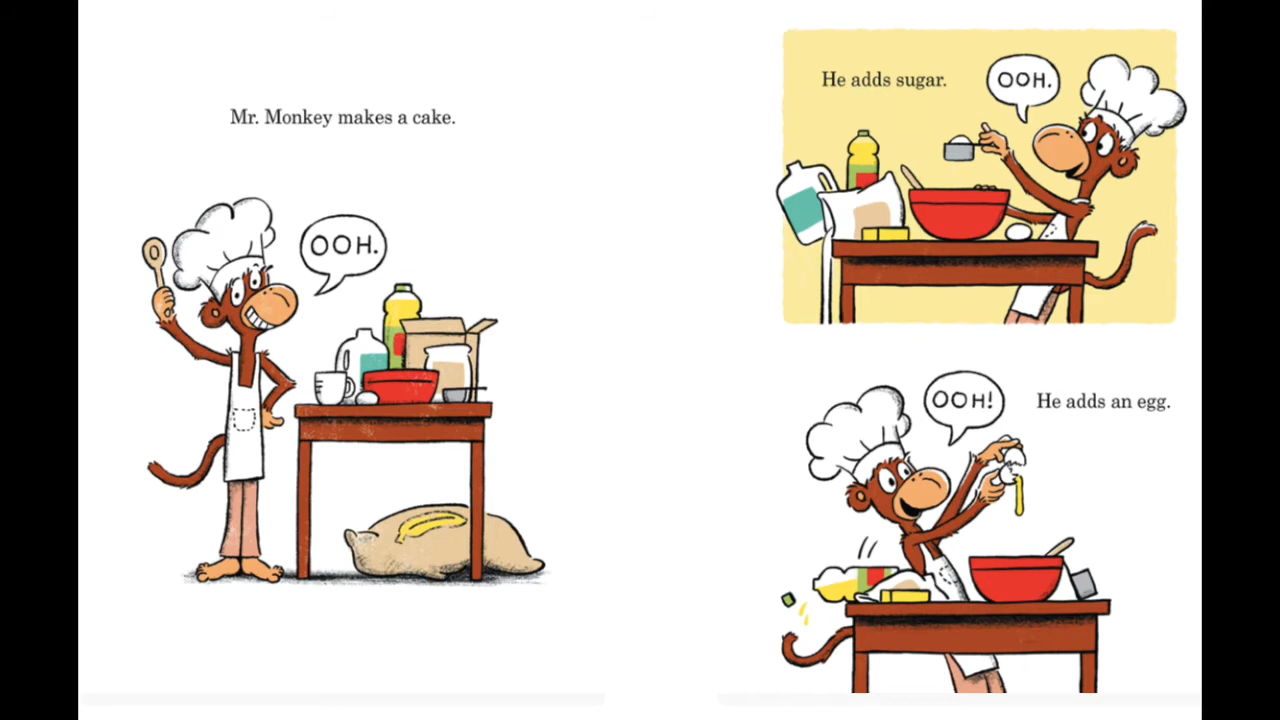 Mr. Monkey makes a cake.
OOH.
He adds sugar.
OOH.
OOH!
He adds an egg.